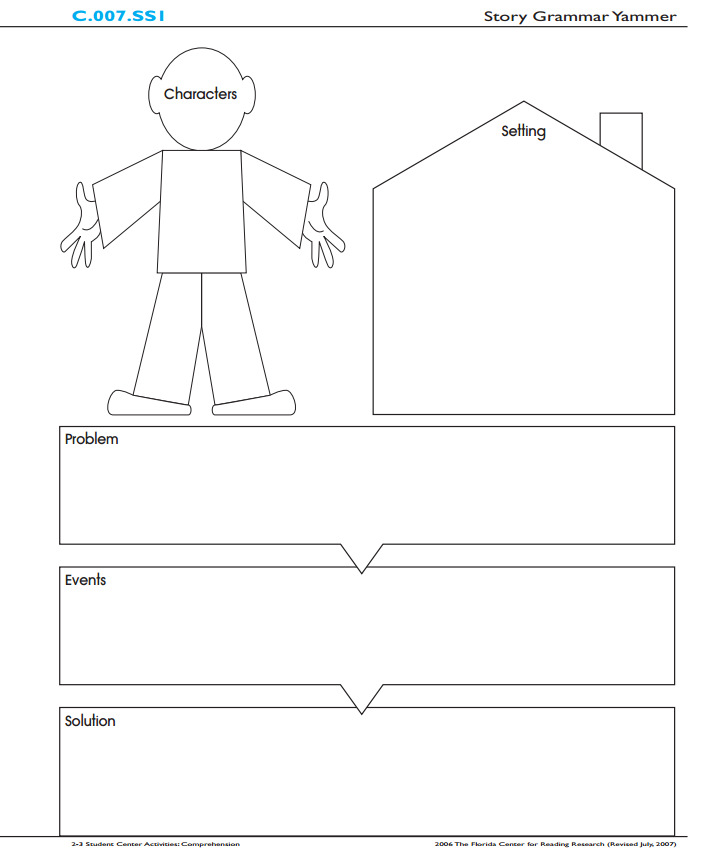 C.007.SS1
Story Grammar Yammer
Characters
Setting
Problem
Events
Solution
2-3 Student Center Activities: Comprehension
2006 The Florida Center for Reading Research (Revised July, 2007)